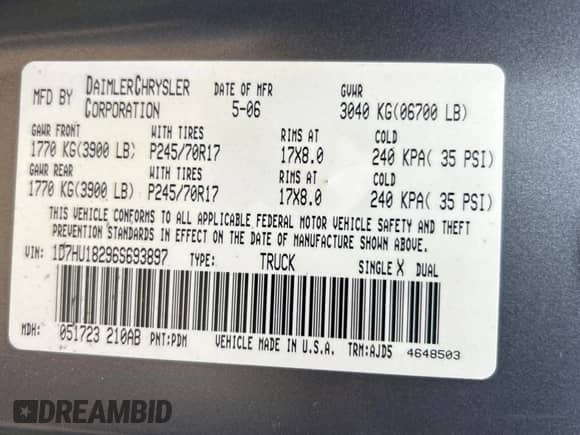 MFD BY DAIMLERCHRYSLER CORPORATION DATE OF MFR 5-06 GVWR 3040 KG(06700 LB)
GAWR FRONT WITH TIRES RIMS AT COLD
1770 KG(3900 LB) P245/70R17 17X8.0 240 KPA( 35 PSI)
GAWR REAR WITH TIRES RIMS AT COLD
1770 KG(3900 LB) P245/70R17 17X8.0 240 KPA( 35 PSI)
THIS VEHICLE CONFORMS TO ALL APPLICABLE FEDERAL MOTOR VEHICLE SAFETY AND THEFT
PREVENTION STANDARDS IN EFFECT ON THE DATE OF MANUFACTURE SHOWN ABOVE.
VIN: 1D7HU18296S693897 TYPE: TRUCK SINGLE X DUAL
MDH: 051723 210AB PNT:PDM VEHICLE MADE IN U.S.A. TRM:AJD5 4648503
DREAMBID